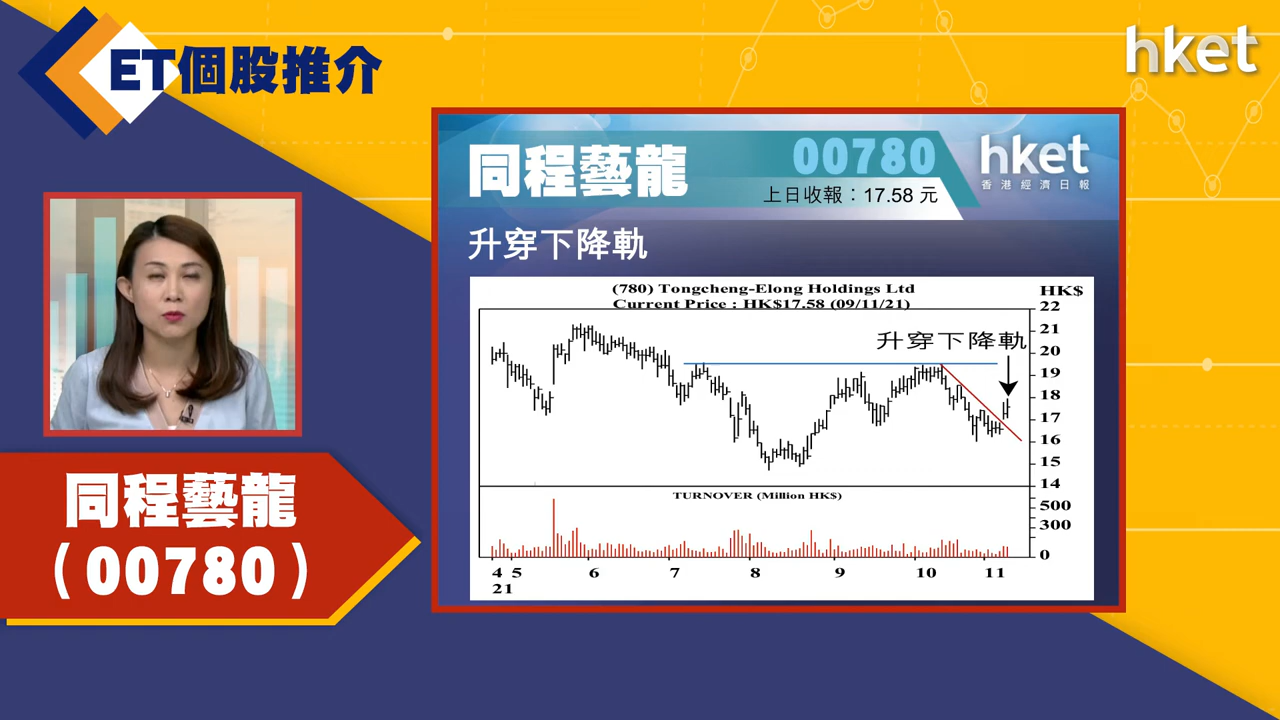 ET個股推介
hket
同程藝龍
00780
上日收報：17.58 元
hket
香港經濟日報
升穿下降軌
(780) Tongcheng-Elong Holdings Ltd
Current Price : HK$17.58 (09/11/21)
HK$
22
21
20
19
18
17
16
15
14
升穿下降軌
TURNOVER (Million HK$)
500
300
0
4 5 6 7 8 9 10 11
21
同程藝龍
（00780）